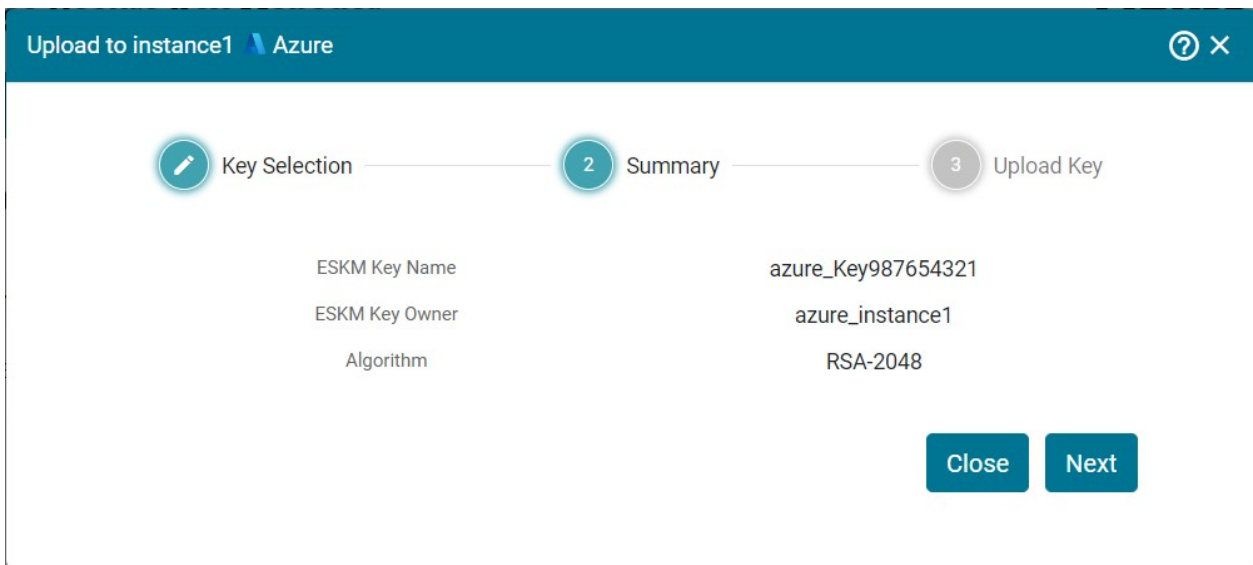 Upload to instance1 Azure
Key Selection
2 Summary
3 Upload Key
ESKM Key Name azure_Key987654321
ESKM Key Owner azure_instance1
Algorithm RSA-2048
Close Next